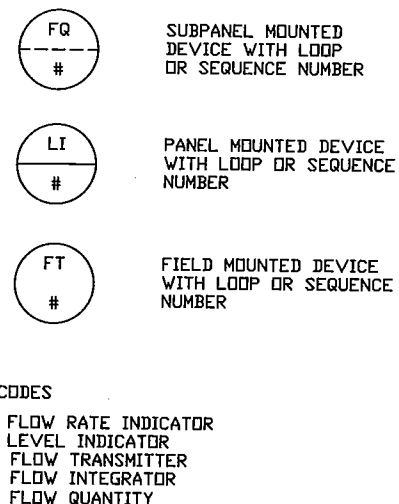 FQ
#
SUBPANEL MOUNTED
DEVICE WITH LOOP
OR SEQUENCE NUMBER
LI
#
PANEL MOUNTED DEVICE
WITH LOOP OR SEQUENCE
NUMBER
FT
#
FIELD MOUNTED DEVICE
WITH LOOP OR SEQUENCE
NUMBER
CODES
FLOW RATE INDICATOR
LEVEL INDICATOR
FLOW TRANSMITTER
FLOW INTEGRATOR
FLOW QUANTITY